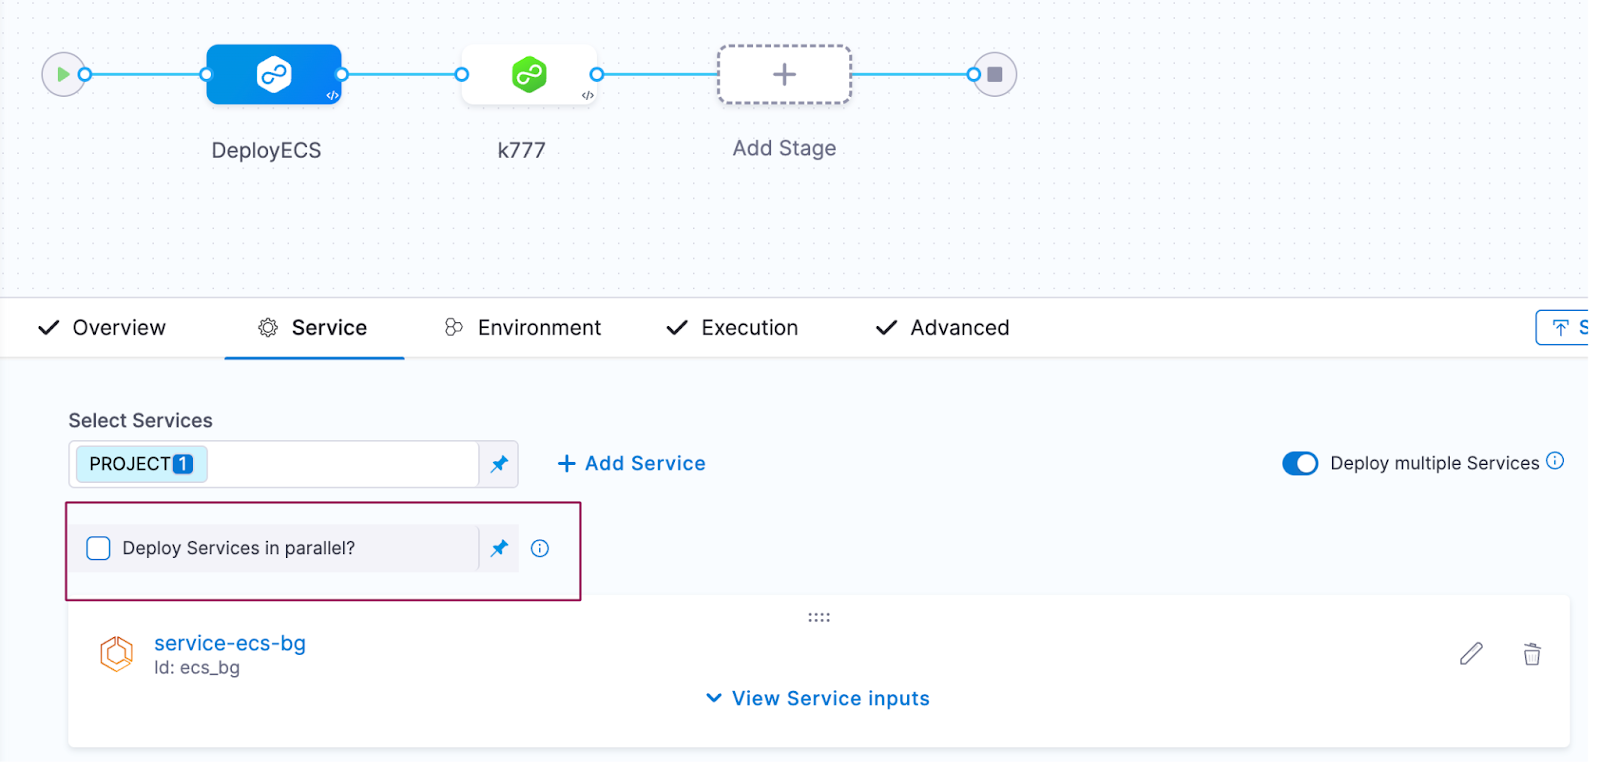 DeployECS
k777
Add Stage
Overview
Service
Environment
Execution
Advanced
S
Select Services
PROJECT 1
+ Add Service
Deploy multiple Services
Deploy Services in parallel?
service-ecs-bg
Id: ecs_bg
View Service inputs